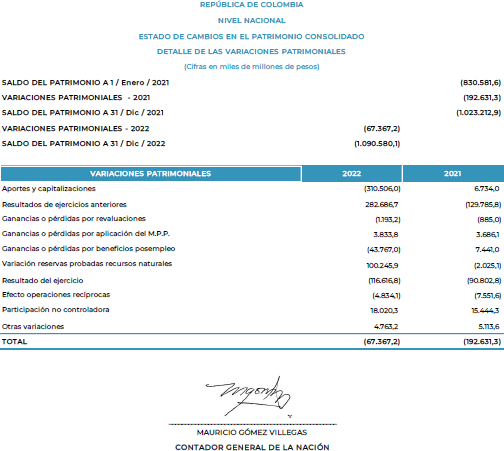 REPÚBLICA DE COLOMBIA
NIVEL NACIONAL
ESTADO DE CAMBIOS EN EL PATRIMONIO CONSOLIDADO
DETALLE DE LAS VARIACIONES PATRIMONIALES
(Cifras en miles de millones de pesos)
SALDO DEL PATRIMONIO A 1 / Enero / 2021 (830.581,6)
VARIACIONES PATRIMONIALES - 2021 (192.631,3)
SALDO DEL PATRIMONIO A 31 / Dic / 2021 (1.023.212,9)
VARIACIONES PATRIMONIALES - 2022 (67.367,2)
SALDO DEL PATRIMONIO A 31 / Dic / 2022 (1.090.580,1)
VARIACIONES PATRIMONIALES 2022 2021
Aportes y capitalizaciones (310.506,0) 6.734,0
Resultados de ejercicios anteriores 282.686,7 (129.785,8)
Ganancias o pérdidas por revaluaciones (1.193,2) (885,0)
Ganancias o pérdidas por aplicación del M.P.P. 3.833,8 3.686,1
Ganancias o pérdidas por beneficios posempleo (43.767,0) 7.441,0
Variación reservas probadas recursos naturales 100.245,9 (2.025,1)
Resultado del ejercicio (116.616,8) (90.802,8)
Efecto operaciones recíprocas (4.834,1) (7.551,6)
Participación no controladora 18.020,3 15.444,3
Otras variaciones 4.763,2 5.113,6
TOTAL (67.367,2) (192.631,3)
MAURICIO GÓMEZ VILLEGAS
CONTADOR GENERAL DE LA NACIÓN